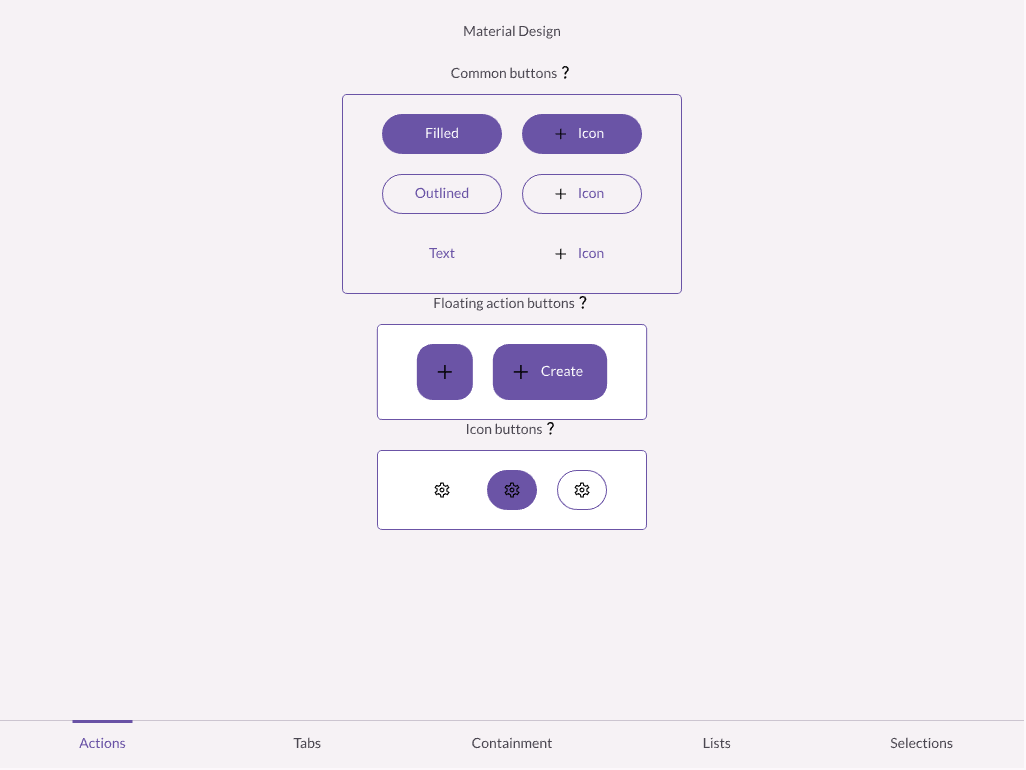 Material Design
Common buttons ?
Filled
Icon
Outlined
Icon
Text
Icon
Floating action buttons ?
Create
Icon buttons ?
Actions
Tabs
Containment
Lists
Selections